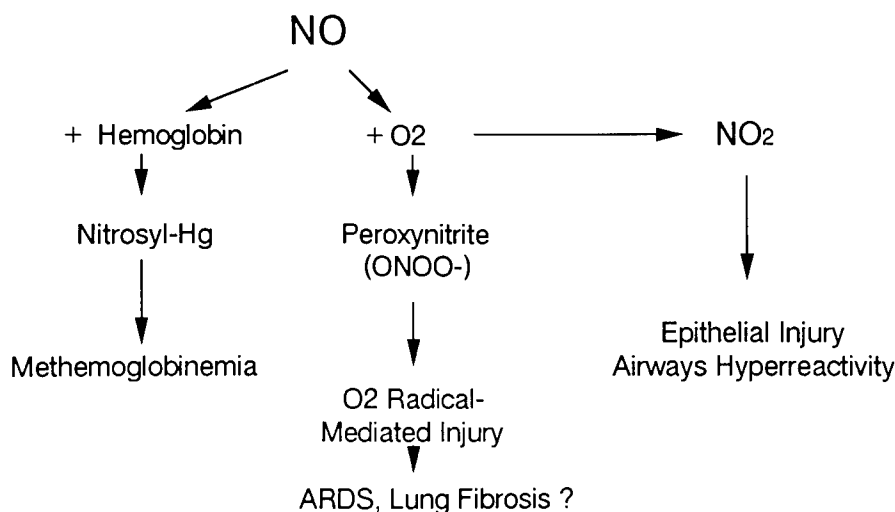 NO
+ Hemoglobin
+ O2
NO₂
Nitrosyl-Hg
Peroxynitrite
(ONOO-)
Methemoglobinemia
Epithelial Injury
Airways Hyperreactivity
O2 Radical-
Mediated Injury
ARDS, Lung Fibrosis ?